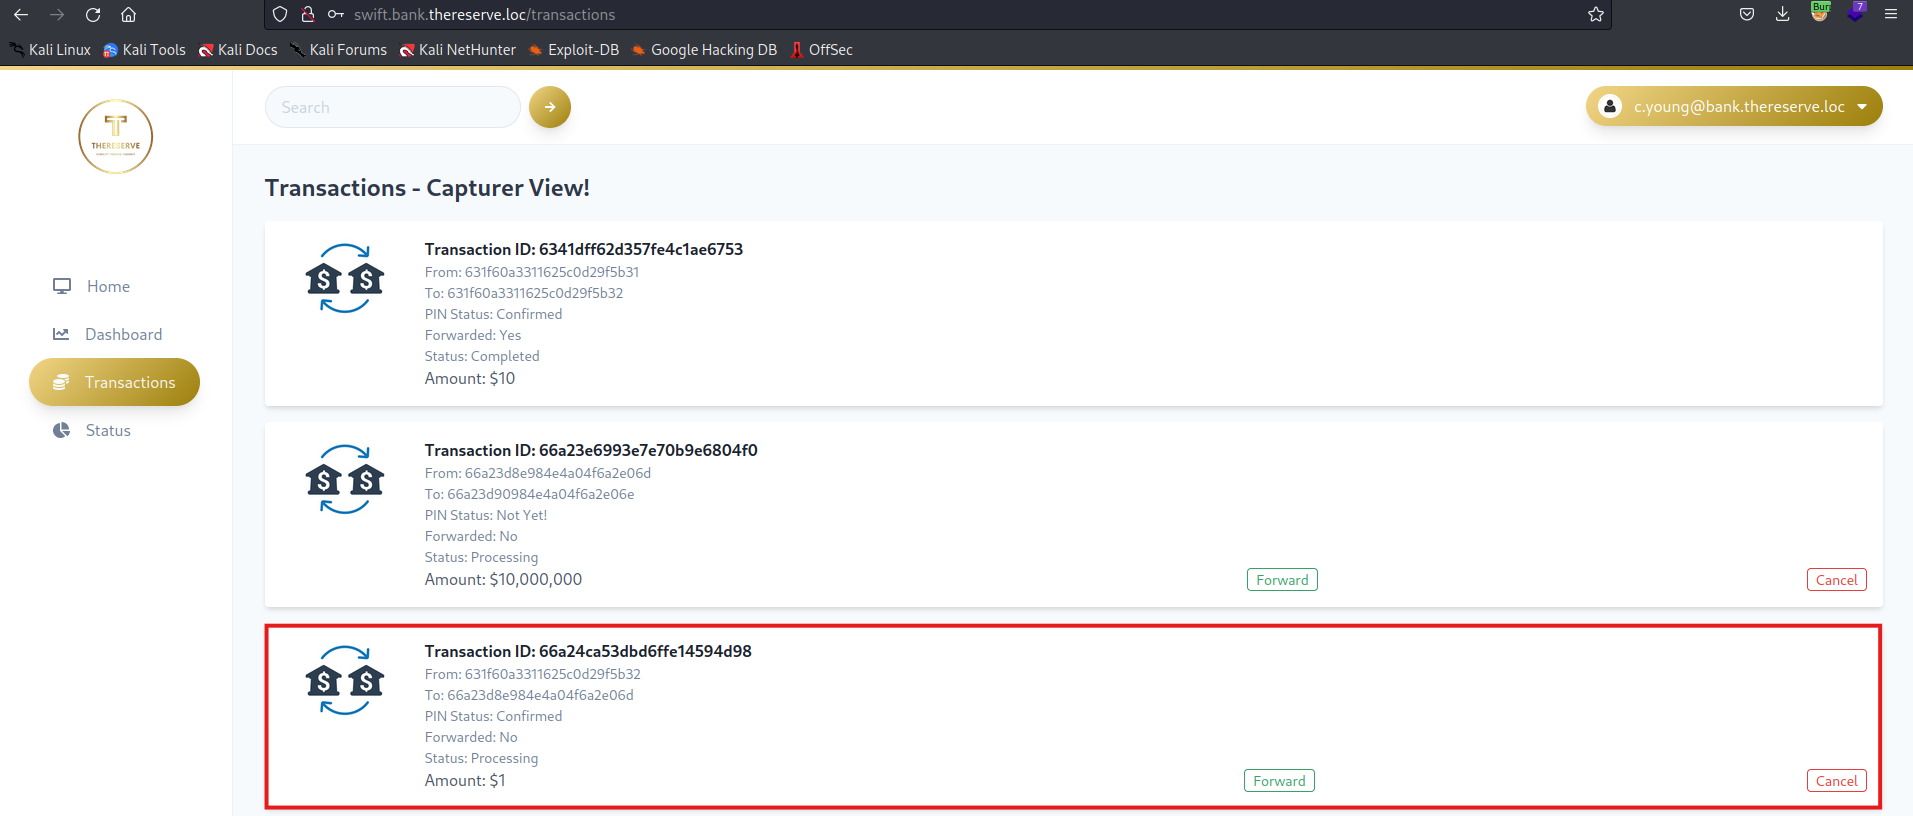 swift.bank.thereserve.loc/transactions
Burp
7
Kali Linux Kali Tools Kali Docs Kali Forums Kali NetHunter Exploit-DB Google Hacking DB OffSec
T
THERESERVE
Search
c.young@bank.thereserve.loc
Home
Dashboard
Transactions
Status
Transactions - Capturer View!
Transaction ID: 6341dff62d357fe4c1ae6753
From: 631f60a3311625c0d29f5b31
To: 631f60a3311625c0d29f5b32
PIN Status: Confirmed
Forwarded: Yes
Status: Completed
Amount: $10
Transaction ID: 66a23e6993e7e70b9e6804f0
From: 66a23d8e984e4a04f6a2e06d
To: 66a23d90984e4a04f6a2e06e
PIN Status: Not Yet!
Forwarded: No
Status: Processing
Amount: $10,000,000
Forward
Cancel
Transaction ID: 66a24ca53dbd6ffe14594d98
From: 631f60a3311625c0d29f5b32
To: 66a23d8e984e4a04f6a2e06d
PIN Status: Confirmed
Forwarded: No
Status: Processing
Amount: $1
Forward
Cancel